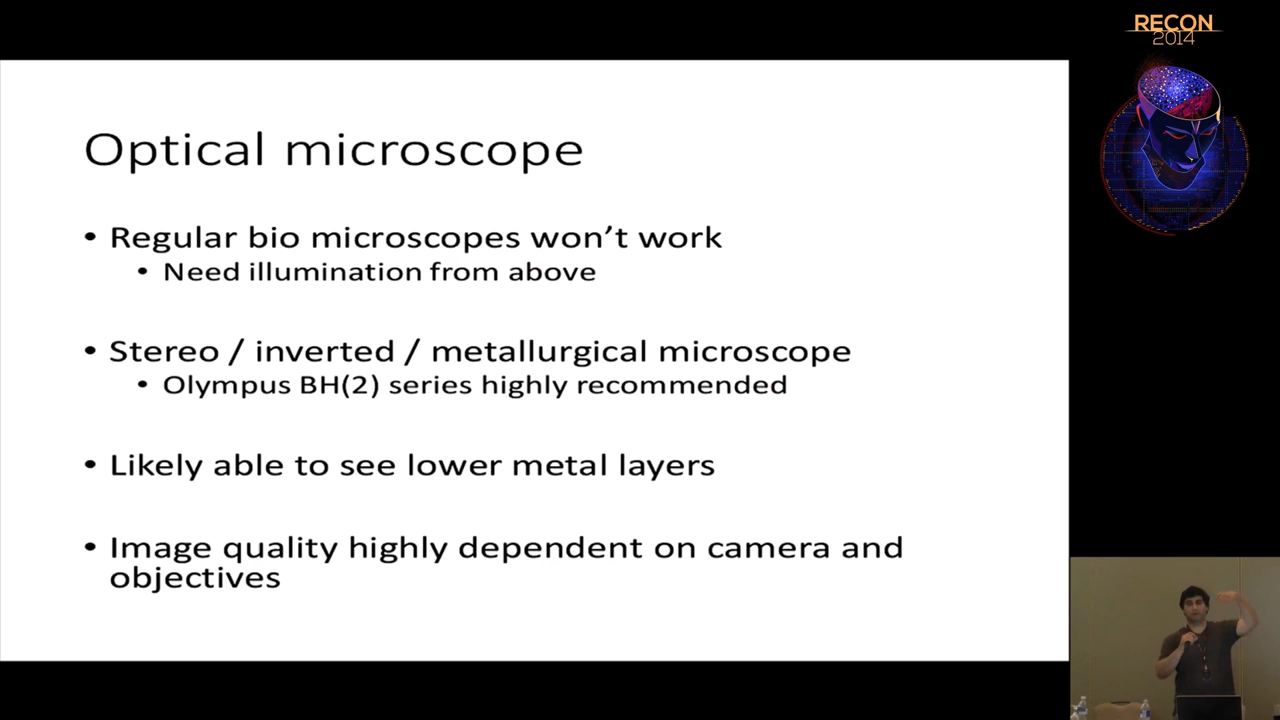 RECON
2014
Optical microscope
• Regular bio microscopes won’t work
• Need illumination from above
• Stereo / inverted / metallurgical microscope
• Olympus BH(2) series highly recommended
• Likely able to see lower metal layers
• Image quality highly dependent on camera and
objectives